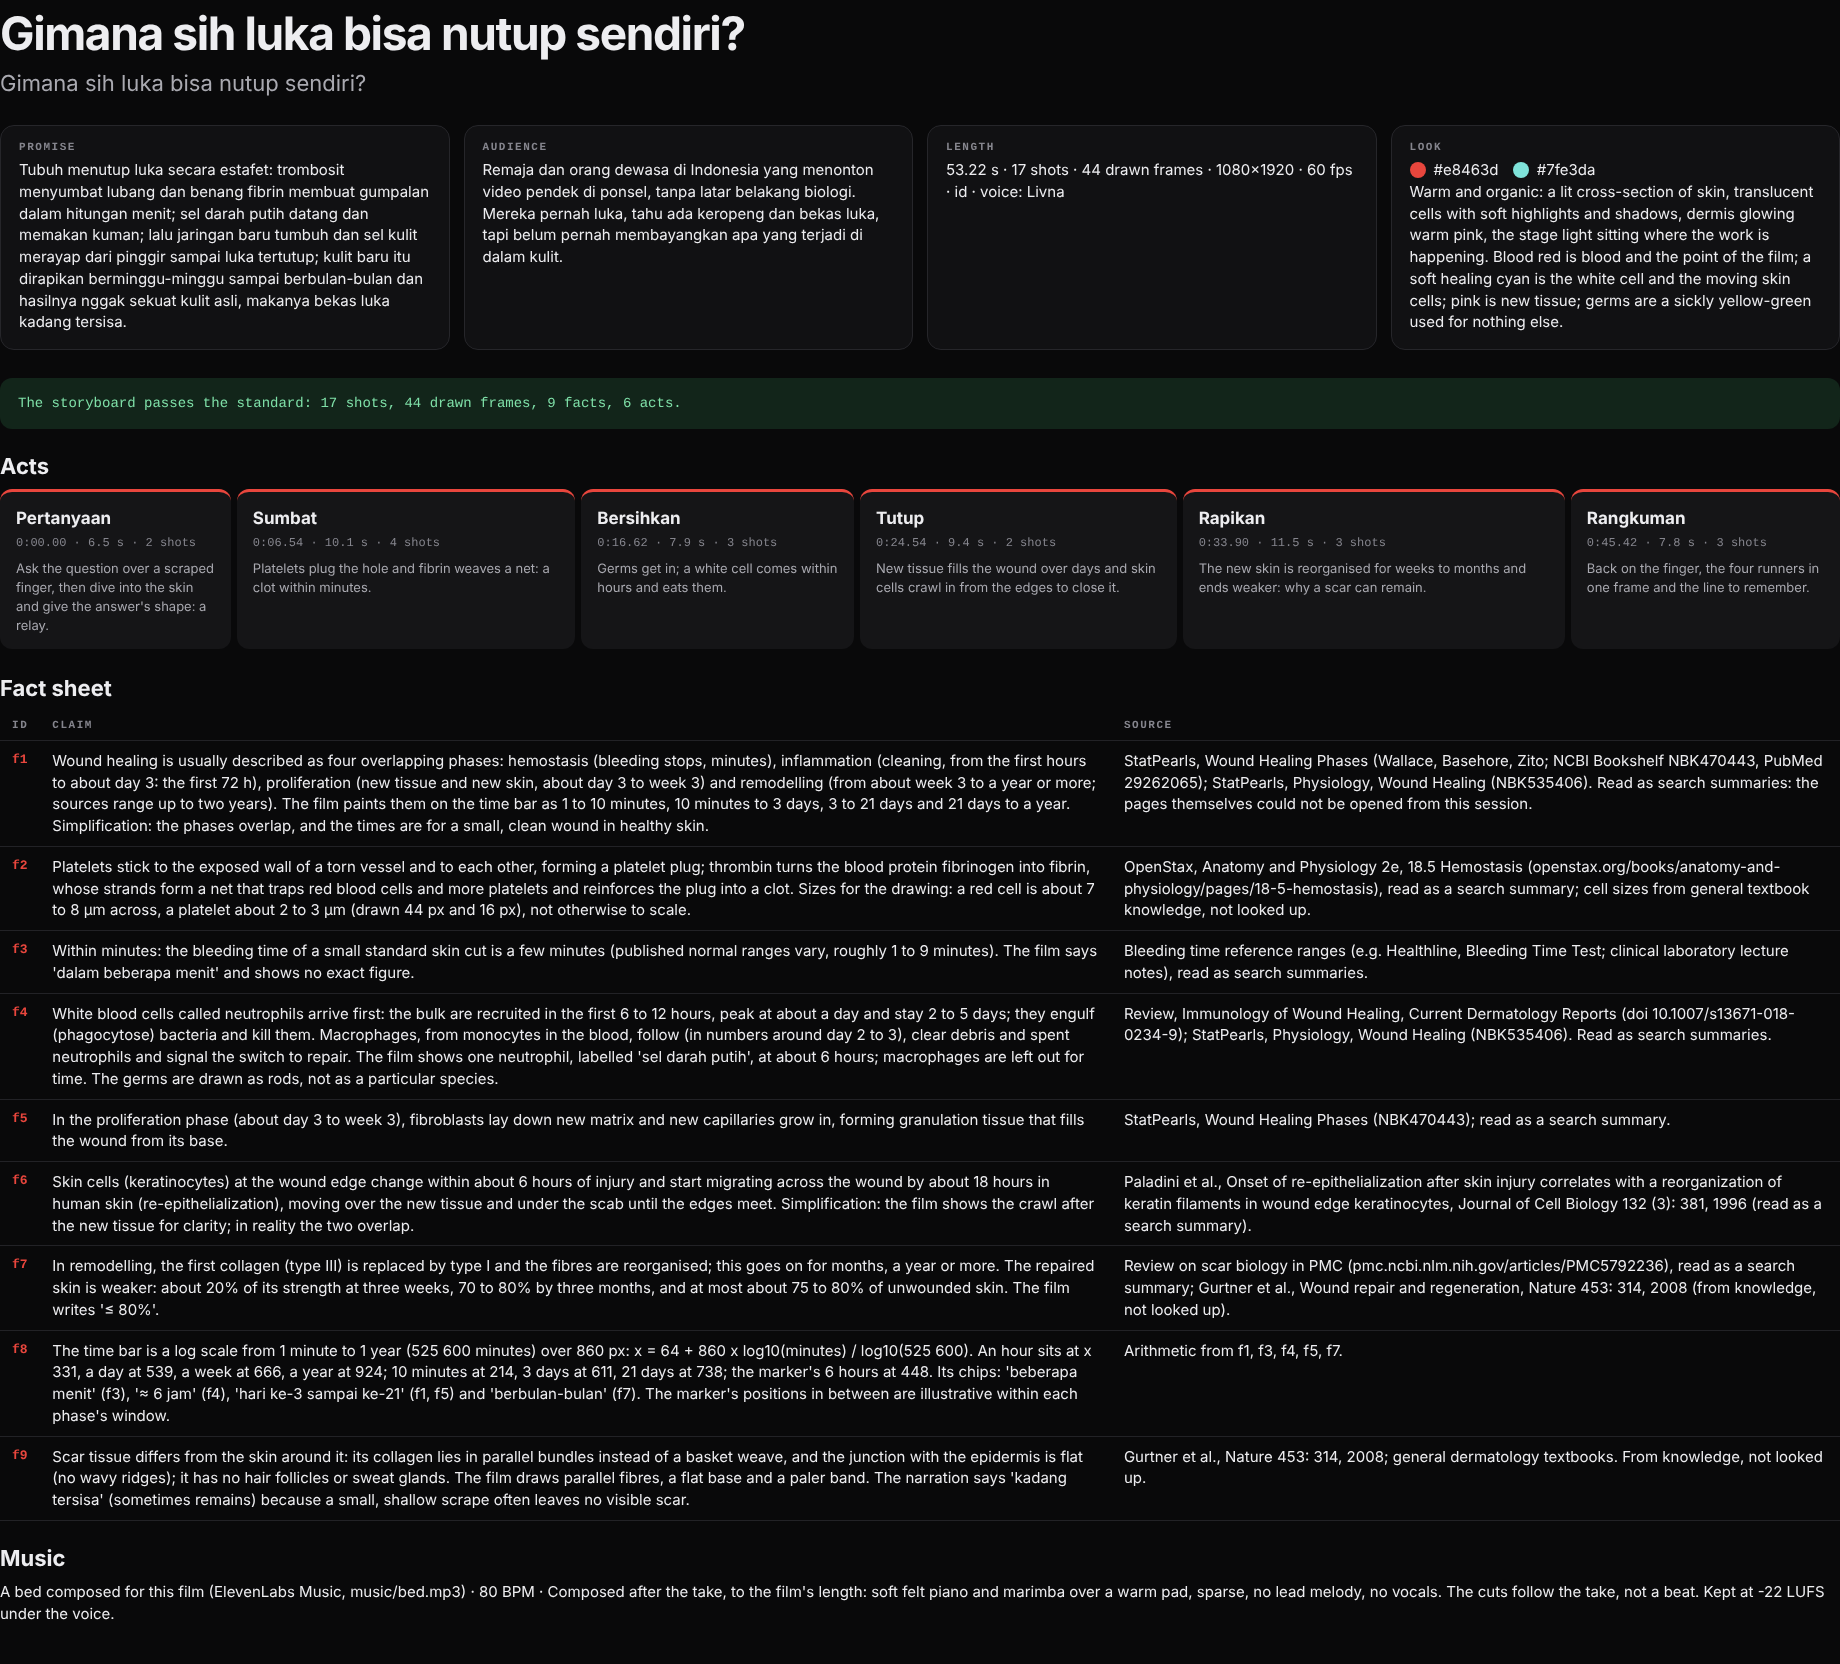 Gimana sih luka bisa nutup sendiri?
Gimana sih luka bisa nutup sendiri?
PROMISE
Tubuh menutup luka secara estafet: trombosit
menyumbat lubang dan benang fibrin membuat gumpalan
dalam hitungan menit; sel darah putih datang dan
memakan kuman; lalu jaringan baru tumbuh dan sel kulit
merayap dari pinggir sampai luka tertutup; kulit baru itu
dirapikan berminggu-minggu sampai berbulan-bulan dan
hasilnya nggak sekuat kulit asli, makanya bekas luka
kadang tersisa.
AUDIENCE
Remaja dan orang dewasa di Indonesia yang menonton
video pendek di ponsel, tanpa latar belakang biologi.
Mereka pernah luka, tahu ada keropeng dan bekas luka,
tapi belum pernah membayangkan apa yang terjadi di
dalam kulit.
LENGTH
53.22 s · 17 shots · 44 drawn frames · 1080×1920 · 60 fps
· id · voice: Livna
LOOK
#e8463d #7fe3da
Warm and organic: a lit cross-section of skin, translucent
cells with soft highlights and shadows, dermis glowing
warm pink, the stage light sitting where the work is
happening. Blood red is blood and the point of the film; a
soft healing cyan is the white cell and the moving skin
cells; pink is new tissue; germs are a sickly yellow-green
used for nothing else.
The storyboard passes the standard: 17 shots, 44 drawn frames, 9 facts, 6 acts.
Acts
Pertanyaan
0:00.00 · 6.5 s · 2 shots
Ask the question over a scraped
finger, then dive into the skin
and give the answer's shape: a
relay.
Sumbat
0:06.54 · 10.1 s · 4 shots
Platelets plug the hole and fibrin weaves a net: a
clot within minutes.
Bersihkan
0:16.62 · 7.9 s · 3 shots
Germs get in; a white cell comes within
hours and eats them.
Tutup
0:24.54 · 9.4 s · 2 shots
New tissue fills the wound over days and skin
cells crawl in from the edges to close it.
Rapikan
0:33.90 · 11.5 s · 3 shots
The new skin is reorganised for weeks to months and
ends weaker: why a scar can remain.
Rangkuman
0:45.42 · 7.8 s · 3 shots
Back on the finger, the four runners in
one frame and the line to remember.
Fact sheet
ID CLAIM SOURCE
f1
Wound healing is usually described as four overlapping phases: hemostasis (bleeding stops, minutes), inflammation (cleaning, from the first hours
to about day 3: the first 72 h), proliferation (new tissue and new skin, about day 3 to week 3) and remodelling (from about week 3 to a year or more;
sources range up to two years). The film paints them on the time bar as 1 to 10 minutes, 10 minutes to 3 days, 3 to 21 days and 21 days to a year.
Simplification: the phases overlap, and the times are for a small, clean wound in healthy skin.
StatPearls, Wound Healing Phases (Wallace, Basehore, Zito; NCBI Bookshelf NBK470443, PubMed
29262065); StatPearls, Physiology, Wound Healing (NBK535406). Read as search summaries: the
pages themselves could not be opened from this session.
f2
Platelets stick to the exposed wall of a torn vessel and to each other, forming a platelet plug; thrombin turns the blood protein fibrinogen into fibrin,
whose strands form a net that traps red blood cells and more platelets and reinforces the plug into a clot. Sizes for the drawing: a red cell is about 7
to 8 µm across, a platelet about 2 to 3 µm (drawn 44 px and 16 px), not otherwise to scale.
OpenStax, Anatomy and Physiology 2e, 18.5 Hemostasis (openstax.org/books/anatomy-and-
physiology/pages/18-5-hemostasis), read as a search summary; cell sizes from general textbook
knowledge, not looked up.
f3
Within minutes: the bleeding time of a small standard skin cut is a few minutes (published normal ranges vary, roughly 1 to 9 minutes). The film says
'dalam beberapa menit' and shows no exact figure.
Bleeding time reference ranges (e.g. Healthline, Bleeding Time Test; clinical laboratory lecture
notes), read as search summaries.
f4
White blood cells called neutrophils arrive first: the bulk are recruited in the first 6 to 12 hours, peak at about a day and stay 2 to 5 days; they engulf
(phagocytose) bacteria and kill them. Macrophages, from monocytes in the blood, follow (in numbers around day 2 to 3), clear debris and spent
neutrophils and signal the switch to repair. The film shows one neutrophil, labelled 'sel darah putih', at about 6 hours; macrophages are left out for
time. The germs are drawn as rods, not as a particular species.
Review, Immunology of Wound Healing, Current Dermatology Reports (doi 10.1007/s13671-018-
0234-9); StatPearls, Physiology, Wound Healing (NBK535406). Read as search summaries.
f5
In the proliferation phase (about day 3 to week 3), fibroblasts lay down new matrix and new capillaries grow in, forming granulation tissue that fills
the wound from its base.
StatPearls, Wound Healing Phases (NBK470443); read as a search summary.
f6
Skin cells (keratinocytes) at the wound edge change within about 6 hours of injury and start migrating across the wound by about 18 hours in
human skin (re-epithelialization), moving over the new tissue and under the scab until the edges meet. Simplification: the film shows the crawl after
the new tissue for clarity; in reality the two overlap.
Paladini et al., Onset of re-epithelialization after skin injury correlates with a reorganization of
keratin filaments in wound edge keratinocytes, Journal of Cell Biology 132 (3): 381, 1996 (read as a
search summary).
f7
In remodelling, the first collagen (type III) is replaced by type I and the fibres are reorganised; this goes on for months, a year or more. The repaired
skin is weaker: about 20% of its strength at three weeks, 70 to 80% by three months, and at most about 75 to 80% of unwounded skin. The film
writes '≤ 80%'.
Review on scar biology in PMC (pmc.ncbi.nlm.nih.gov/articles/PMC5792236), read as a search
summary; Gurtner et al., Wound repair and regeneration, Nature 453: 314, 2008 (from knowledge,
not looked up).
f8
The time bar is a log scale from 1 minute to 1 year (525 600 minutes) over 860 px: x = 64 + 860 x log10(minutes) / log10(525 600). An hour sits at x
331, a day at 539, a week at 666, a year at 924; 10 minutes at 214, 3 days at 611, 21 days at 738; the marker's 6 hours at 448. Its chips: 'beberapa
menit' (f3), '≈ 6 jam' (f4), 'hari ke-3 sampai ke-21' (f1, f5) and 'berbulan-bulan' (f7). The marker's positions in between are illustrative within each
phase's window.
Arithmetic from f1, f3, f4, f5, f7.
f9
Scar tissue differs from the skin around it: its collagen lies in parallel bundles instead of a basket weave, and the junction with the epidermis is flat
(no wavy ridges); it has no hair follicles or sweat glands. The film draws parallel fibres, a flat base and a paler band. The narration says 'kadang
tersisa' (sometimes remains) because a small, shallow scrape often leaves no visible scar.
Gurtner et al., Nature 453: 314, 2008; general dermatology textbooks. From knowledge, not looked
up.
Music
A bed composed for this film (ElevenLabs Music, music/bed.mp3) · 80 BPM · Composed after the take, to the film's length: soft felt piano and marimba over a warm pad, sparse, no lead melody, no vocals. The cuts follow the take, not a beat. Kept at -22 LUFS
under the voice.